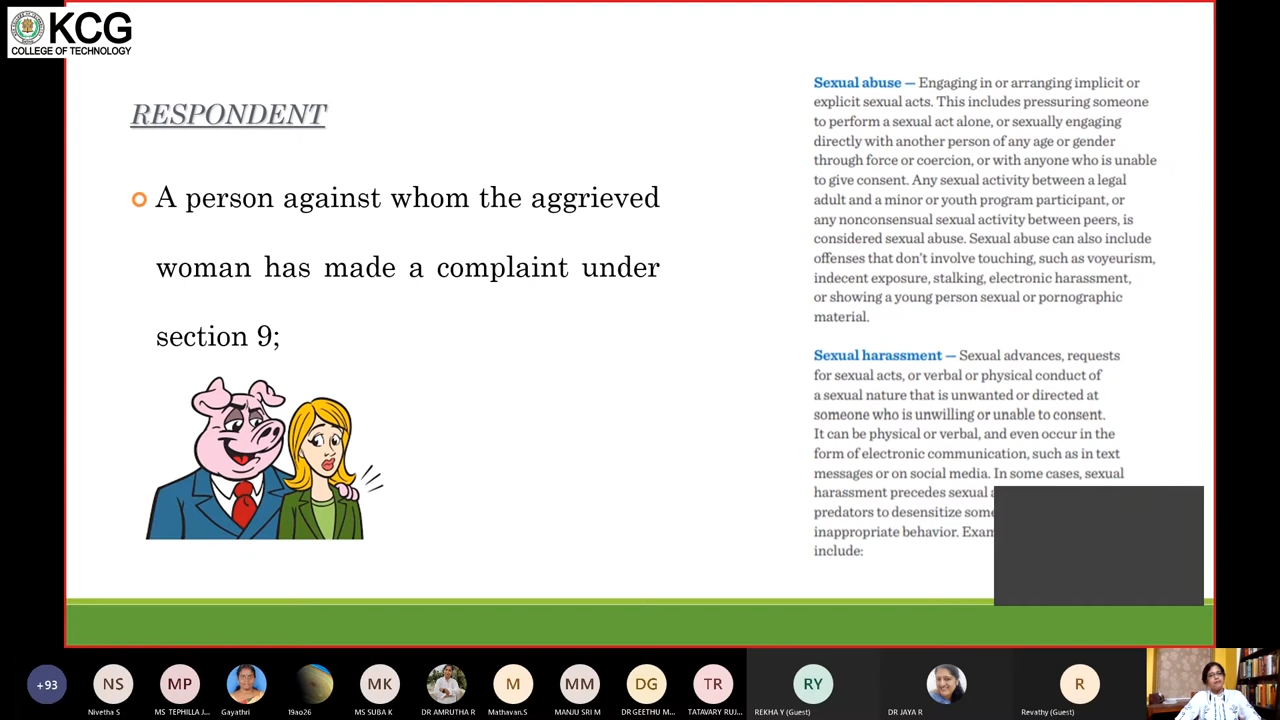 KCG
COLLEGE OF TECHNOLOGY
RESPONDENT
A person against whom the aggrieved
woman has made a complaint under
section 9;
Sexual abuse — Engaging in or arranging implicit or
explicit sexual acts. This includes pressuring someone
to perform a sexual act alone, or sexually engaging
directly with another person of any age or gender
through force or coercion, or with anyone who is unable
to give consent. Any sexual activity between a legal
adult and a minor or youth program participant, or
any nonconsensual sexual activity between peers, is
considered sexual abuse. Sexual abuse can also include
offenses that don't involve touching, such as voyeurism,
indecent exposure, stalking, electronic harassment,
or showing a young person sexual or pornographic
material.
Sexual harassment — Sexual advances, requests
for sexual acts, or verbal or physical conduct of
a sexual nature that is unwanted or directed at
someone who is unwilling or unable to consent.
It can be physical or verbal, and even occur in the
form of electronic communication, such as in text
messages or on social media. In some cases, sexual
harassment precedes sexual
predators to desensitize
inappropriate behavior.
include:
+93
NS
MP
MK
M
MM
DG
TR
RY
R
Nivetha S
MS TEPHILLA J...
Gayathri
19ao26
MS SUBA K
DR AMRUTHA R
Mathavan.S
MANJU SRI M
DR GEETHU M...
TATAVARY RUJ...
REKHA Y (Guest)
DR JAYA R
Revathy (Guest)